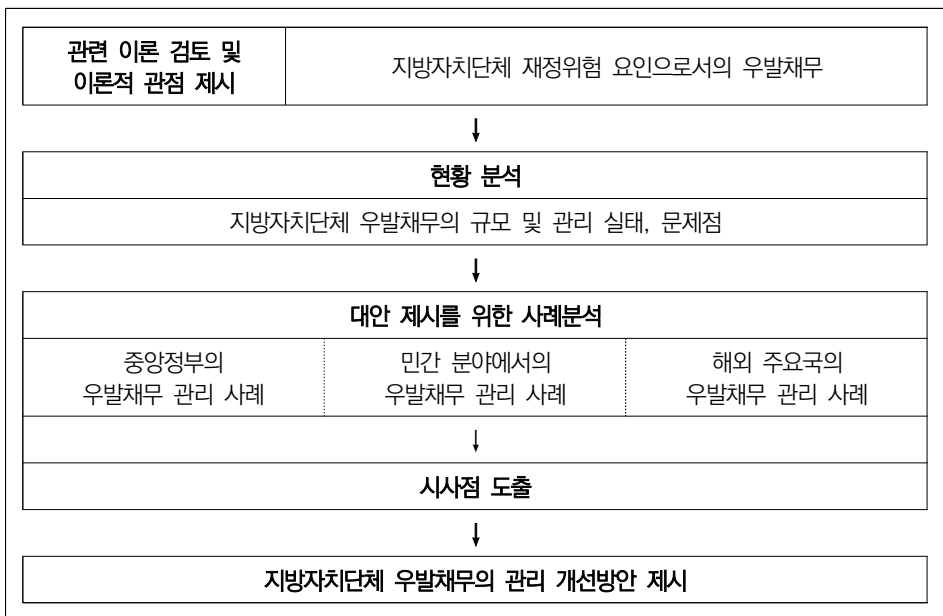 관련 이론 검토 및
이론적 관점 제시
지방자치단체 재정위험 요인으로서의 우발채무
↓
현황 분석
지방자치단체 우발채무의 규모 및 관리 실태, 문제점
↓
대안 제시를 위한 사례분석
중앙정부의
우발채무 관리 사례
민간 분야에서의
우발채무 관리 사례
해외 주요국의
우발채무 관리 사례
↓
시사점 도출
↓
지방자치단체 우발채무의 관리 개선방안 제시